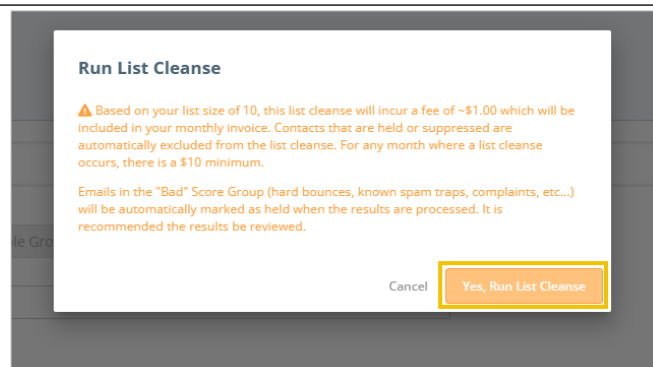 Run List Cleanse
Based on your list size of 10, this list cleanse will incur a fee of ~$1.00 which will be
included in your monthly invoice. Contacts that are held or suppressed are
automatically excluded from the list cleanse. For any month where a list cleanse
occurs, there is a $10 minimum.
Emails in the "Bad" Score Group (hard bounces, known spam traps, complaints, etc...)
will be automatically marked as held when the results are processed. It is
recommended the results be reviewed.
le Gro
Cancel Yes, Run List Cleanse